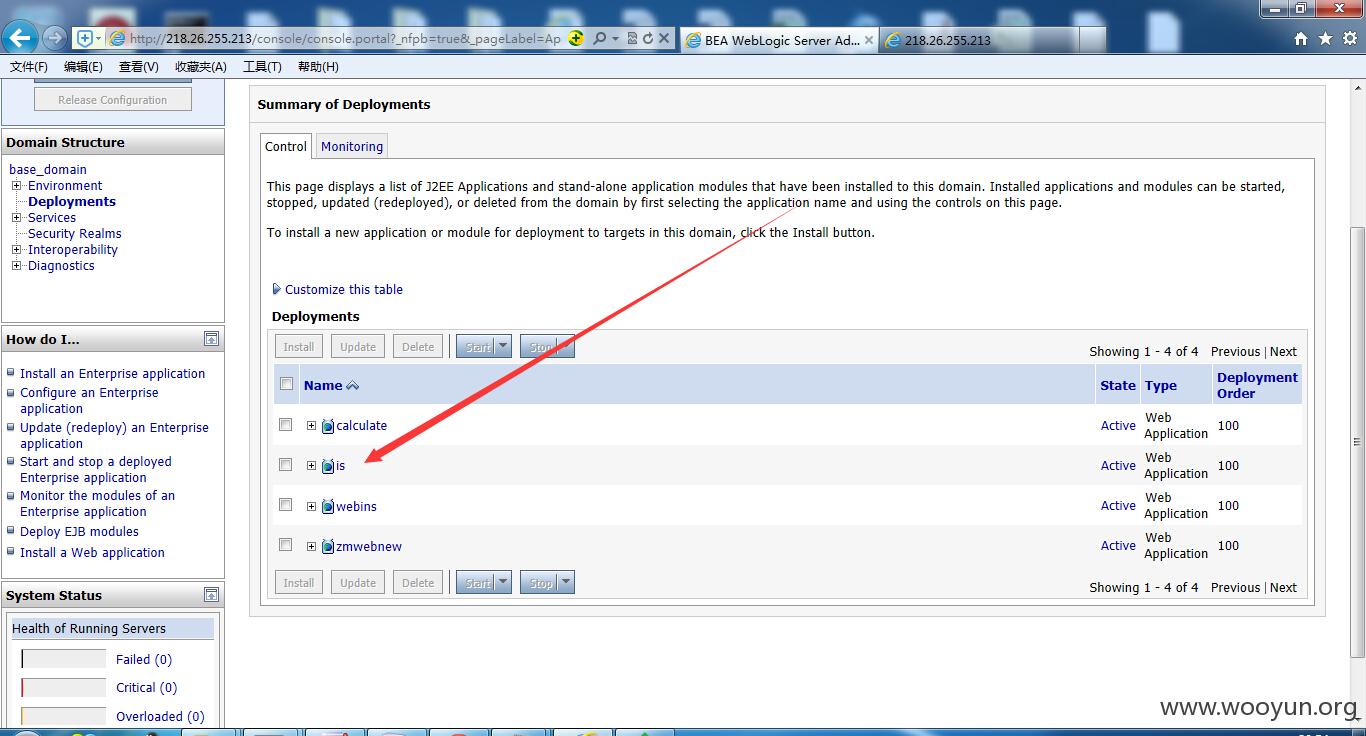 http://218.26.255.213/console/console.portal?_nfpb=true&_pageLabel=Ap
BEA WebLogic Server Ad...
218.26.255.213
文件(F) 编辑(E) 查看(V) 收藏夹(A) 工具(T) 帮助(H)
Release Configuration
Domain Structure
base_domain
Environment
Deployments
Services
Security Realms
Interoperability
Diagnostics
How do I...
Install an Enterprise application
Configure an Enterprise
application
Update (redeploy) an Enterprise
application
Start and stop a deployed
Enterprise application
Monitor the modules of an
Enterprise application
Deploy EJB modules
Install a Web application
System Status
Health of Running Servers
Failed (0)
Critical (0)
Overloaded (0)
Summary of Deployments
Control Monitoring
This page displays a list of J2EE Applications and stand-alone application modules that have been installed to this domain. Installed applications and modules can be started,
stopped, updated (redeployed), or deleted from the domain by first selecting the application name and using the controls on this page.
To install a new application or module for deployment to targets in this domain, click the Install button.
Customize this table
Deployments
Install Update Delete Start Stop
Showing 1 - 4 of 4 Previous | Next
Name State Type Deployment
Order
calculate Active Web
Application 100
is Active Web
Application 100
webins Active Web
Application 100
zmwebnew Active Web
Application 100
Install Update Delete Start Stop
Showing 1 - 4 of 4 Previous | Next
www.wooyun.org